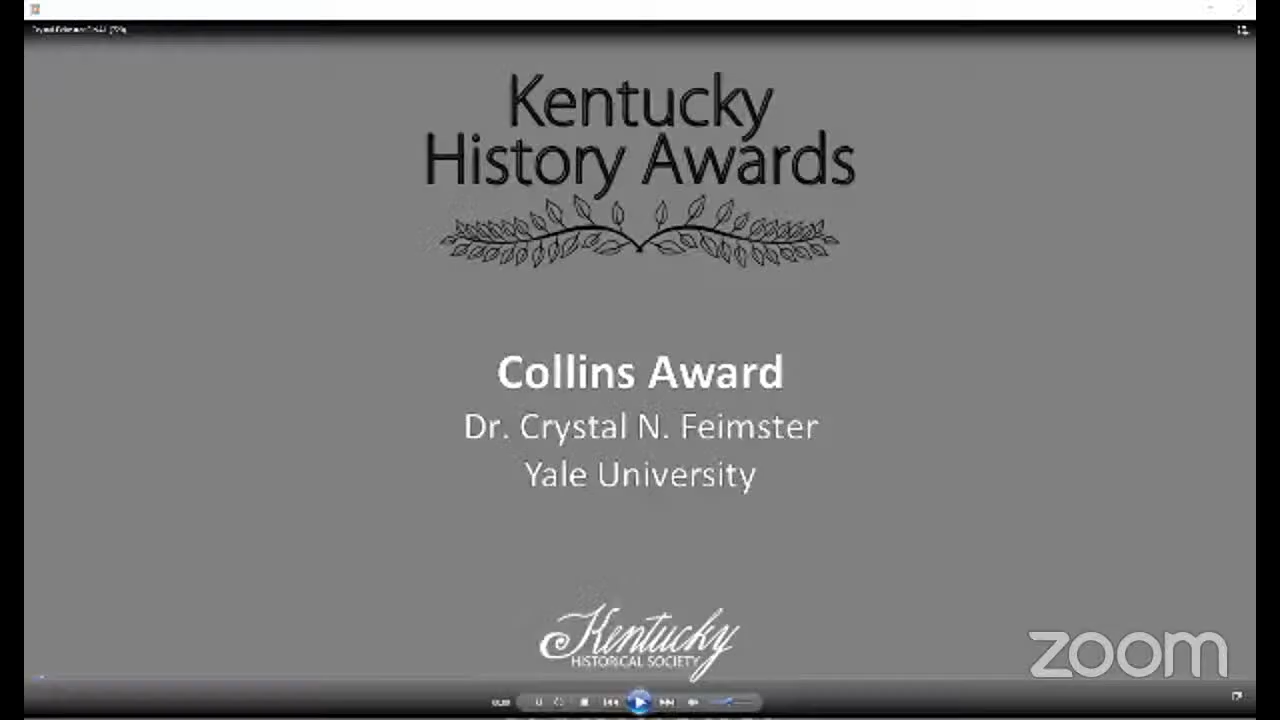 Kentucky
History Awards
Collins Award
Dr. Crystal N. Feimster
Yale University
Kentucky
HISTORICAL SOCIETY
zoom